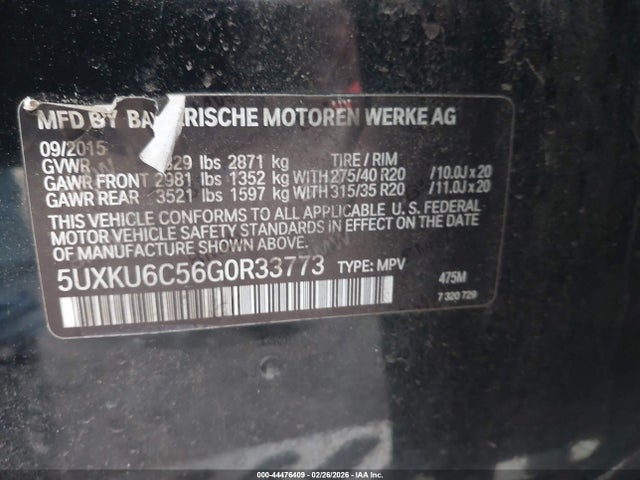 MFD BY BAY RISCHE MOTOREN WERKE AG
09/2015
GVWR 329 lbs 2871 kg TIRE / RIM
GAWR FRONT 2981 lbs 1352 kg WITH 275/40 R20 /10.0J x 20
GAWR REAR 3521 lbs 1597 kg WITH 315/35 R20 /11.0J x 20
THIS VEHICLE CONFORMS TO ALL APPLICABLE U. S. FEDERAL
MOTOR VEHICLE SAFETY STANDARDS IN EFFECT ON THE DATE
OF MANUFACTURE SHOWN ABOVE.
5UXKU6C56G0R33773 TYPE: MPV 475M
7 320 729
000-44476409 | 02/26/2026 — IAA Inc.